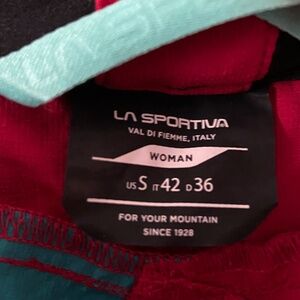 LA SPORTIVA
VAL DI FIEMME, ITALY
WOMAN
US S IT 42 D 36
FOR YOUR MOUNTAIN
SINCE 1928